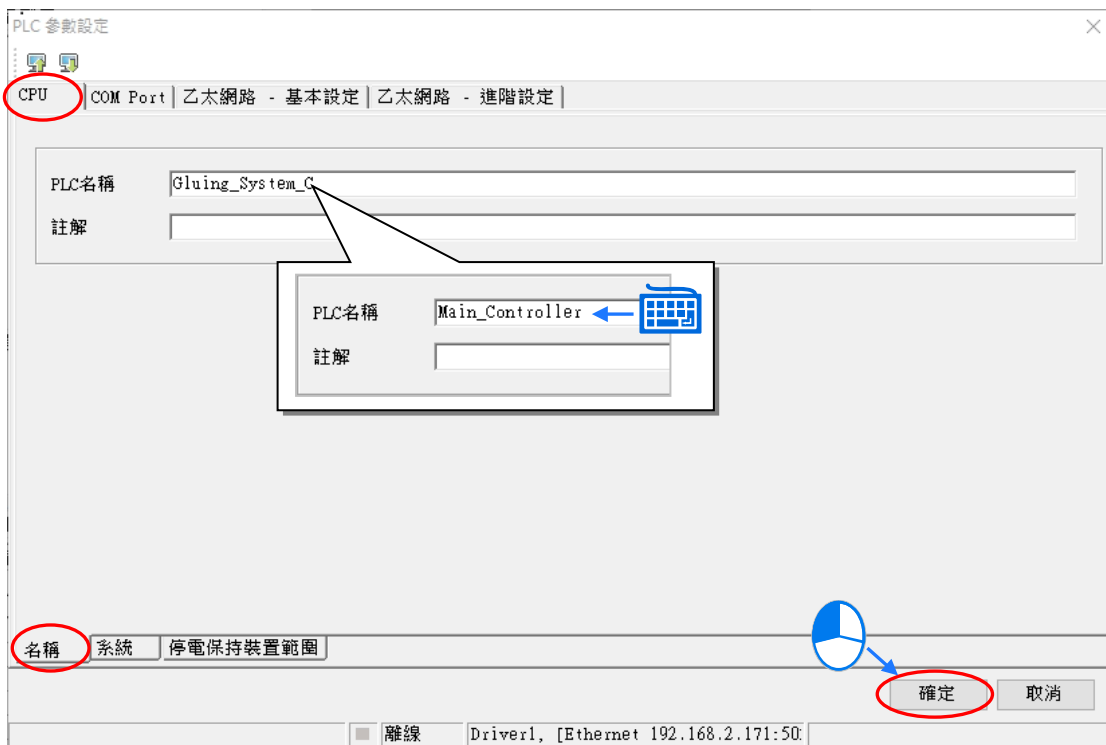 PLC 參數設定
CPU COM Port 乙太網路 - 基本設定 乙太網路 - 進階設定
PLC名稱 Gluing_System_C
註解
PLC名稱 Main_Controller
註解
名稱 系統 停電保持裝置範圍
確定 取消
離線 Driver1, [Ethernet 192.168.2.171:50